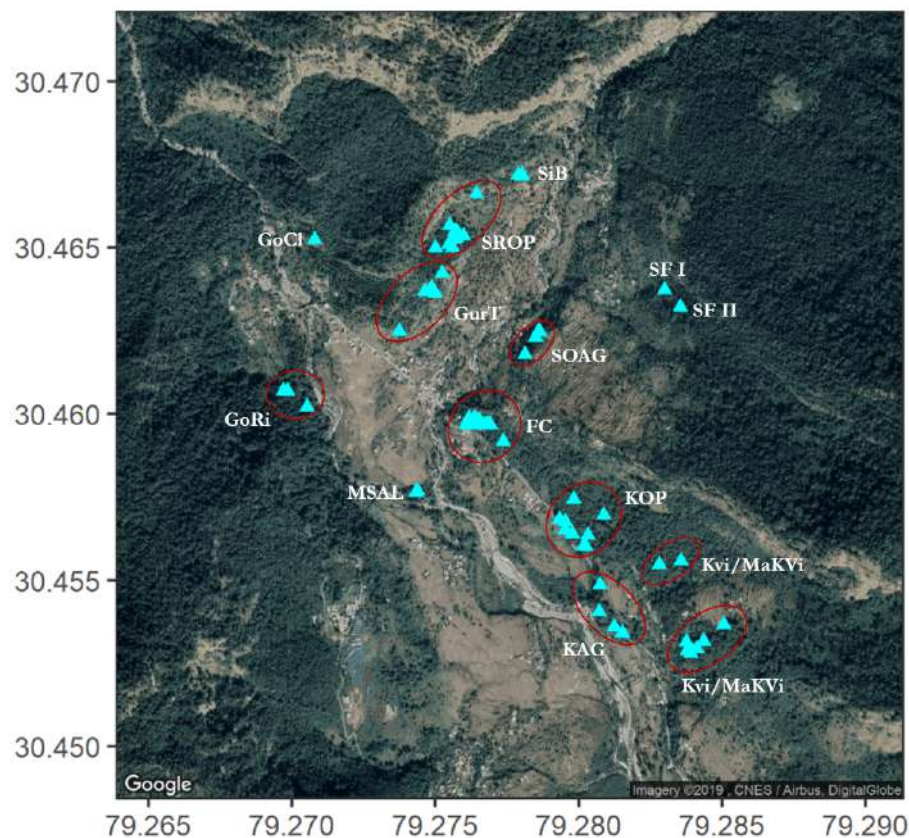 30.470
SiB
GoCl
30.465
SROP
SF I
SF II
GurT
SOAG
30.460
GoRi
FC
MSAL
KOP
30.455
Kvi/MaKVi
KAG
Kvi/MaKVi
30.450
Google
Imagery ©2019 , CNES / Airbus, DigitalGlobe
79.265 79.270 79.275 79.280 79.285 79.290